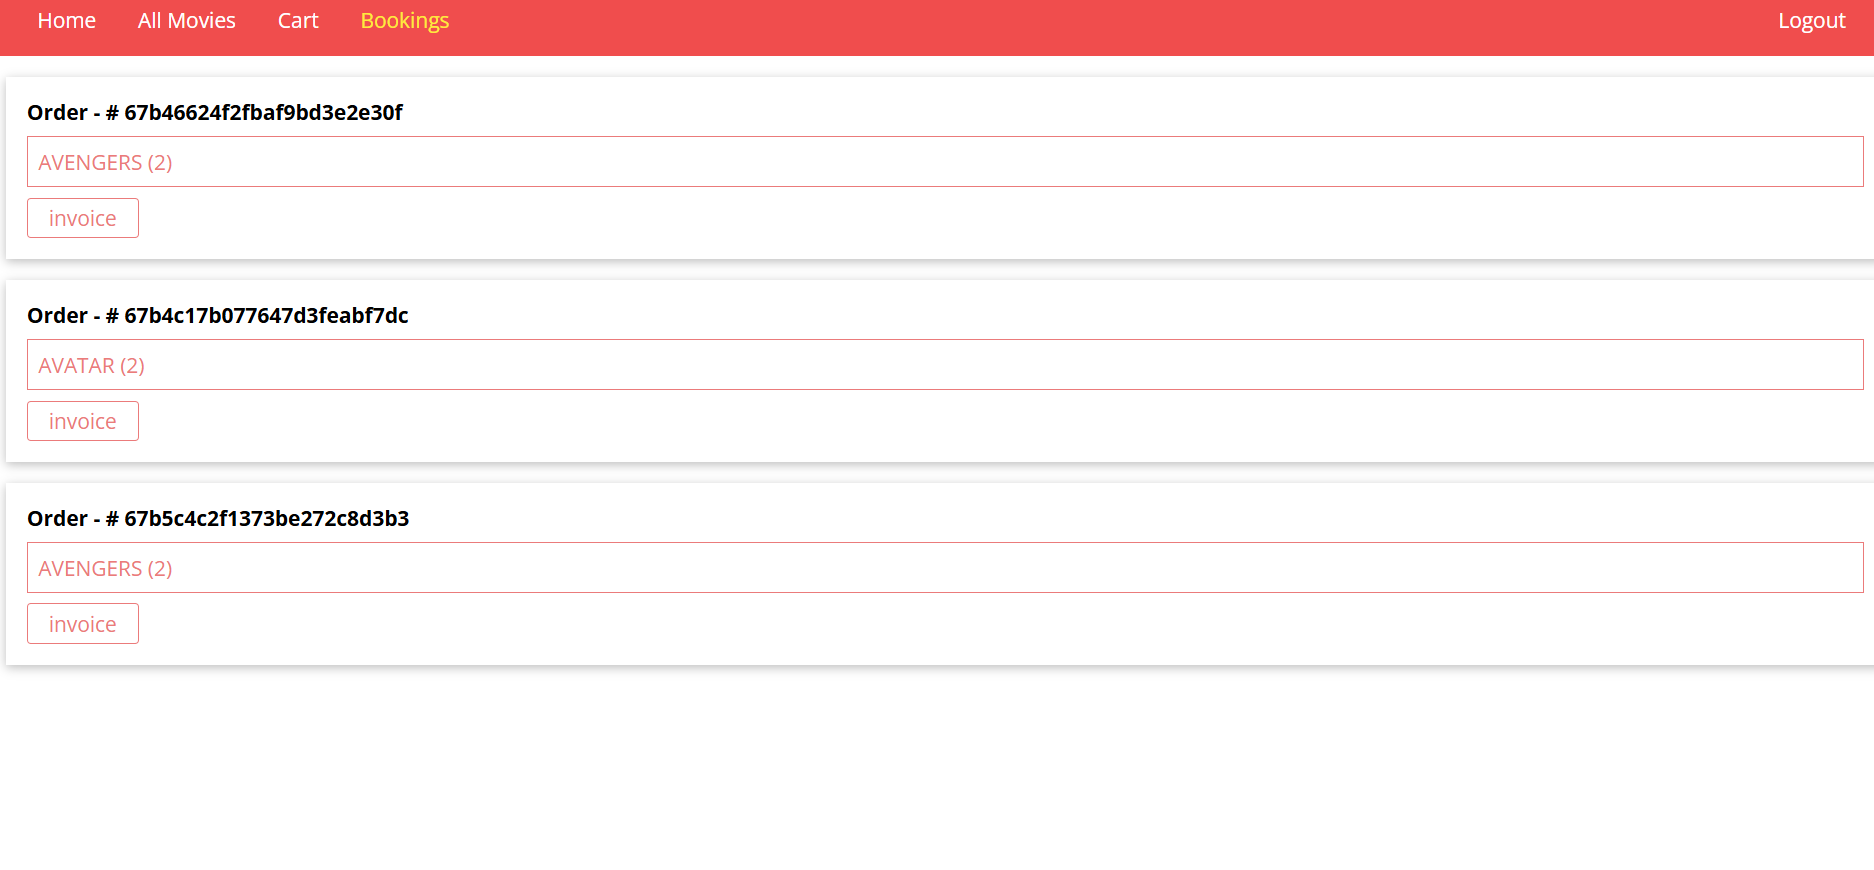 Home All Movies Cart Bookings Logout
Order - # 67b46624f2fbaf9bd3e2e30f
AVENGERS (2)
invoice
Order - # 67b4c17b077647d3feabf7dc
AVATAR (2)
invoice
Order - # 67b5c4c2f1373be272c8d3b3
AVENGERS (2)
invoice